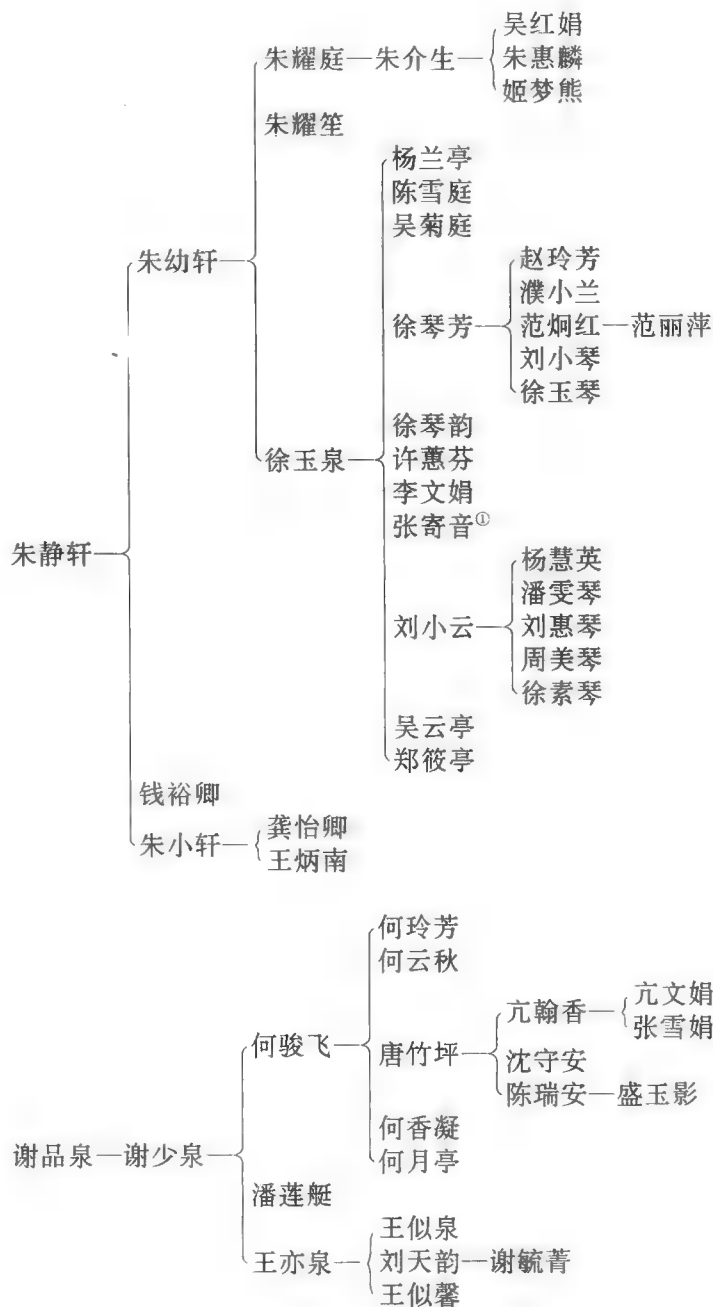 吴红娟
朱耀庭—朱介生—朱惠麟
姬梦熊
朱耀笙
杨兰亭
陈雪庭
吴菊庭
朱幼轩
赵玲芳
濮小兰
徐琴芳—范炯红—范丽萍
刘小琴
徐玉琴
徐琴韵
徐玉泉—许蕙芬
李文娟
张寄音①
朱静轩
杨慧英
潘雯琴
刘小云—刘惠琴
周美琴
徐素琴
吴云亭
郑筱亭
钱裕卿
朱小轩—龚怡卿
王炳南
何玲芳
何云秋
亢文娟
亢翰香—张雪娟
何骏飞—唐竹坪—沈守安
陈瑞安—盛玉影
何香凝
谢品泉—谢少泉—何月亭
潘莲艇
王似泉
王亦泉—刘天韵—谢毓菁
王似馨